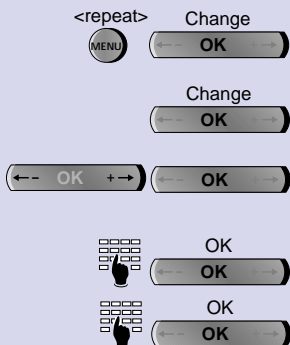 <repeat> Change
MENU ←− OK +→
Change
←− OK +→
←− OK +→ ←− OK +→
OK
←− OK +→
OK
←− OK +→